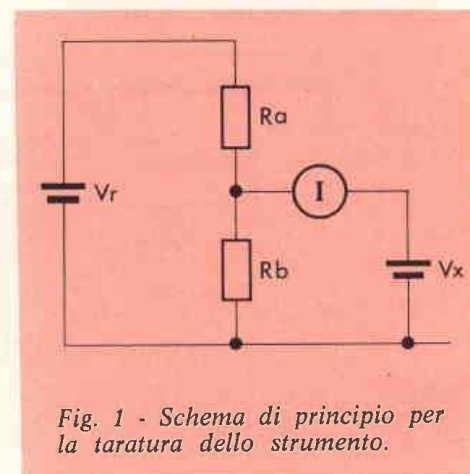 Ra
Vr
I
Rb
Vx
Fig. 1 - Schema di principio per
la taratura dello strumento.